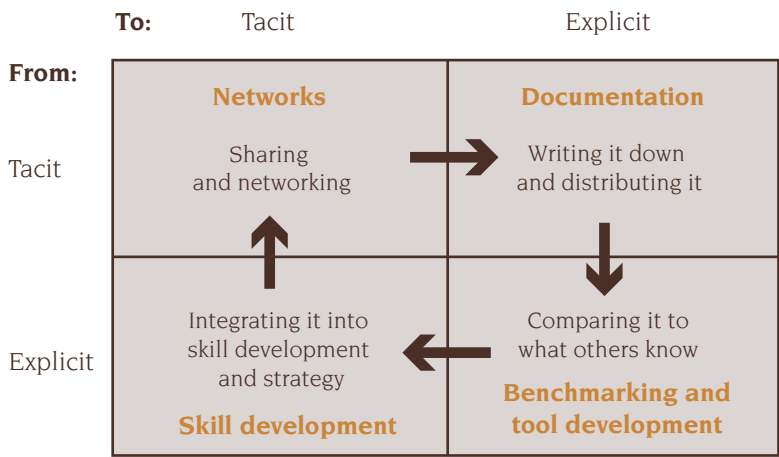 To: Tacit Explicit
From:
Networks
Documentation
Tacit
Sharing
and networking
Writing it down
and distributing it
Explicit
Integrating it into
skill development
and strategy
Skill development
Comparing it to
what others know
Benchmarking and
tool development